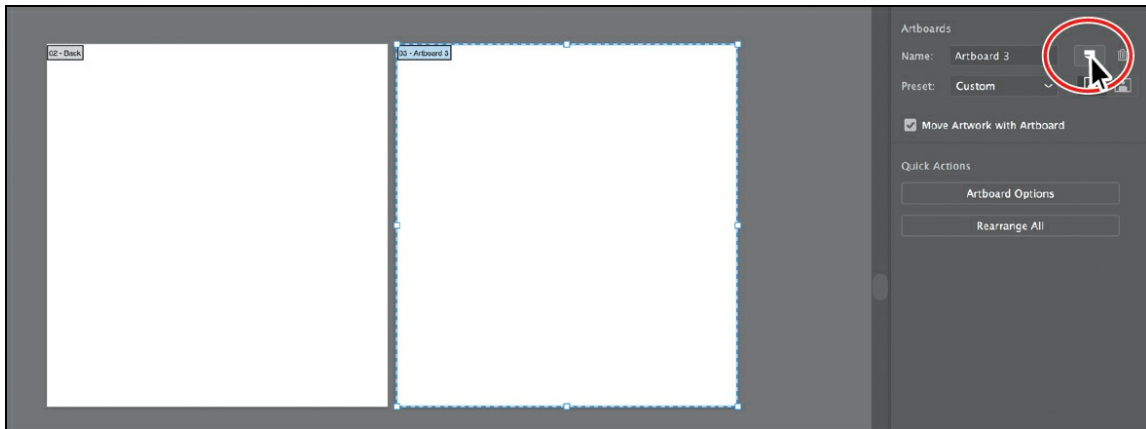 02 - Back
03 - Artboard 3
Artboards
Name: Artboard 3
Preset: Custom
Move Artwork with Artboard
Quick Actions
Artboard Options
Rearrange All